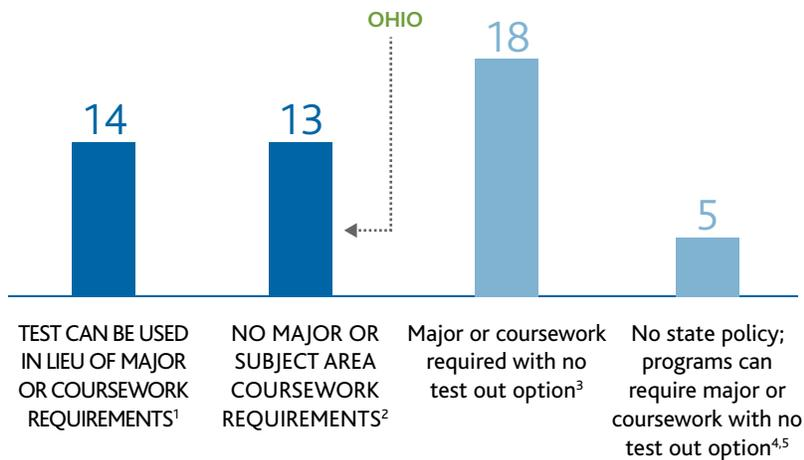 OHIO
18
14
13
5
TEST CAN BE USED
IN LIEU OF MAJOR
OR COURSEWORK
REQUIREMENTS¹
NO MAJOR OR
SUBJECT AREA
COURSEWORK
REQUIREMENTS²
Major or coursework
required with no
test out option³
No state policy;
programs can
require major or
coursework with no
test out option⁴,⁵